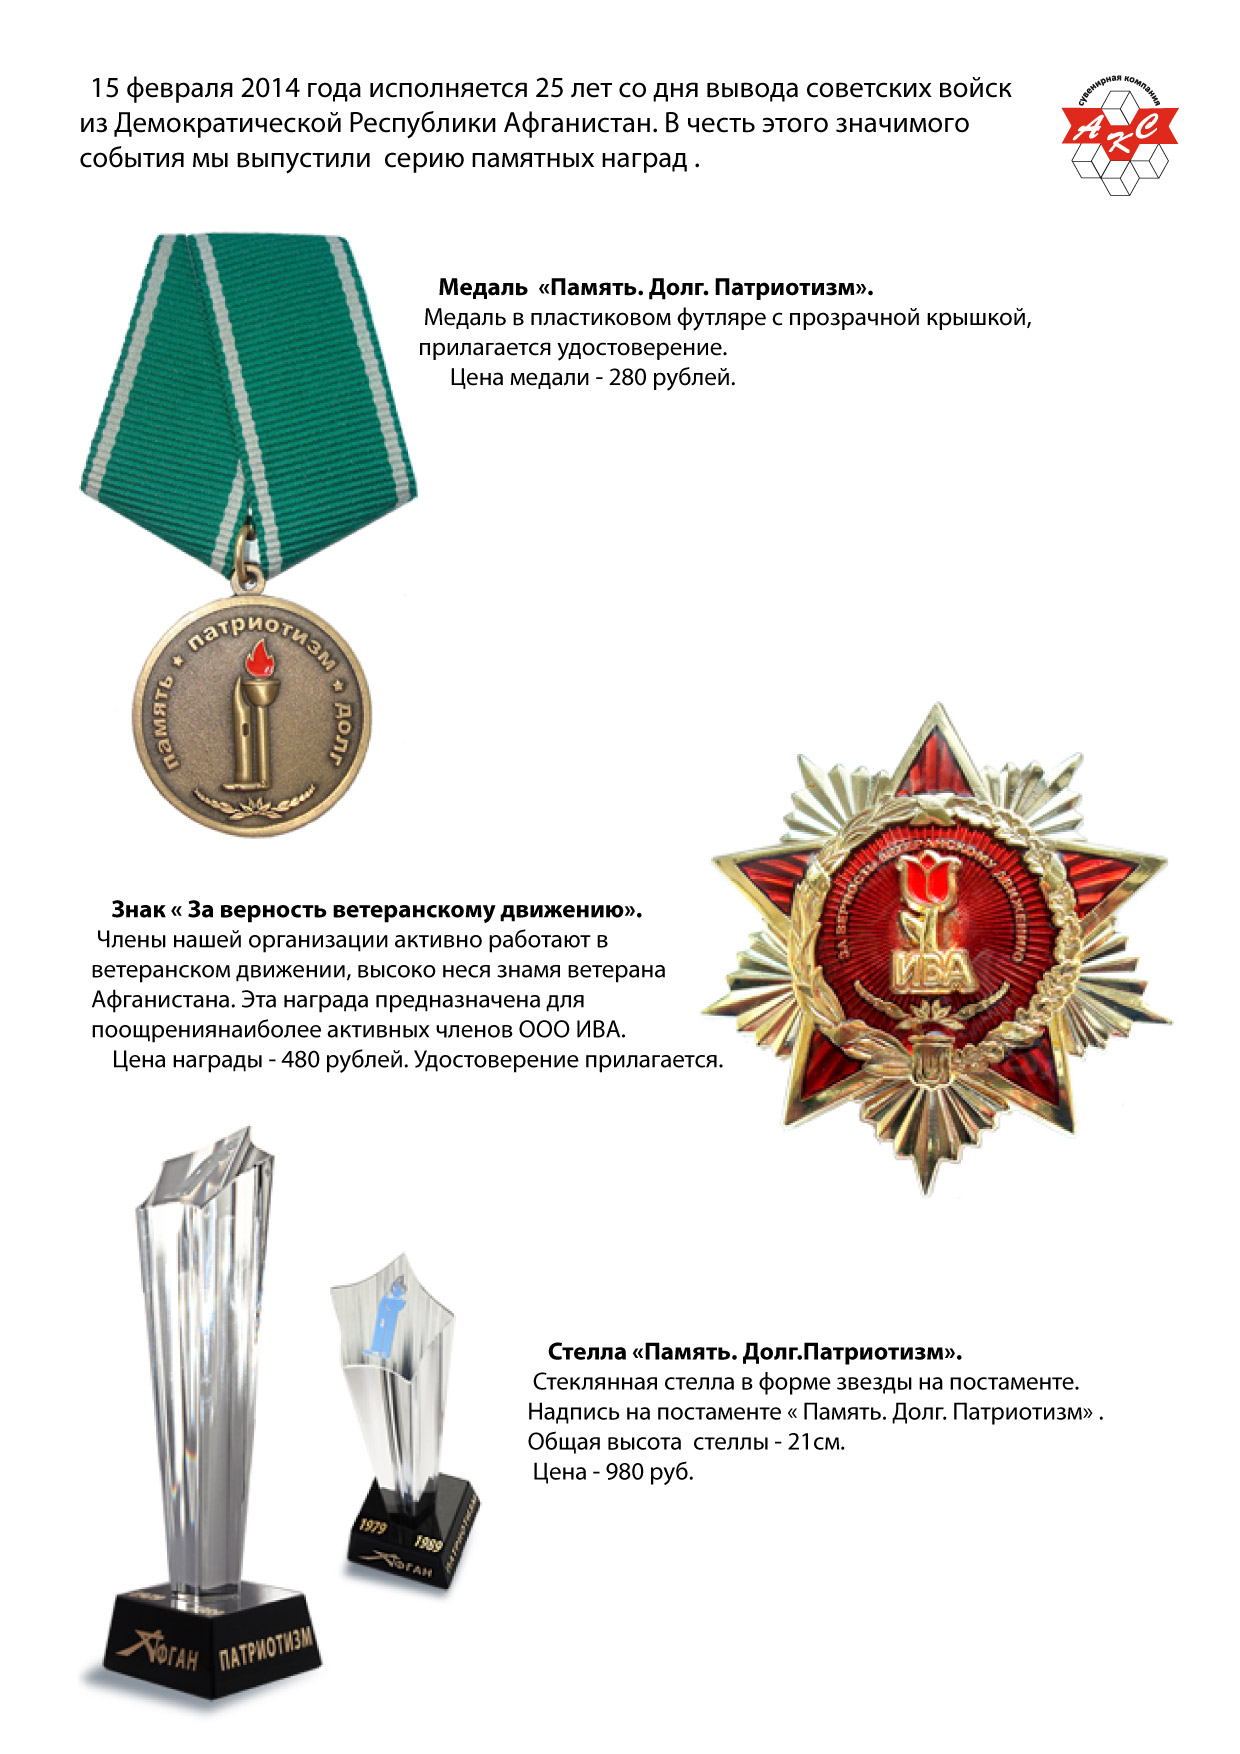 15 февраля 2014 года исполняется 25 лет со дня вывода советских войск
из Демократической Республики Афганистан. В честь этого значимого
события мы выпустили серию памятных наград .
сувенирная компания
АКС
Медаль «Память. Долг. Патриотизм».
Медаль в пластиковом футляре с прозрачной крышкой,
прилагается удостоверение.
Цена медали - 280 рублей.
память ★ патриотизм ★ долг
Знак « За верность ветеранскому движению».
Члены нашей организации активно работают в
ветеранском движении, высоко неся знамя ветерана
Афганистана. Эта награда предназначена для
поощрениянаиболее активных членов ООО ИВА.
Цена награды - 480 рублей. Удостоверение прилагается.
ЗА ВЕРНОСТЬ ВЕТЕРАНСКОМУ ДВИЖЕНИЮ
ИВА
Стелла «Память. Долг.Патриотизм».
Стеклянная стелла в форме звезды на постаменте.
Надпись на постаменте « Память. Долг. Патриотизм» .
Общая высота стеллы - 21см.
Цена - 980 руб.
1979
1989
АФГАН
ПАТРИОТИЗМ
АФГАН
ПАТРИОТИЗМ